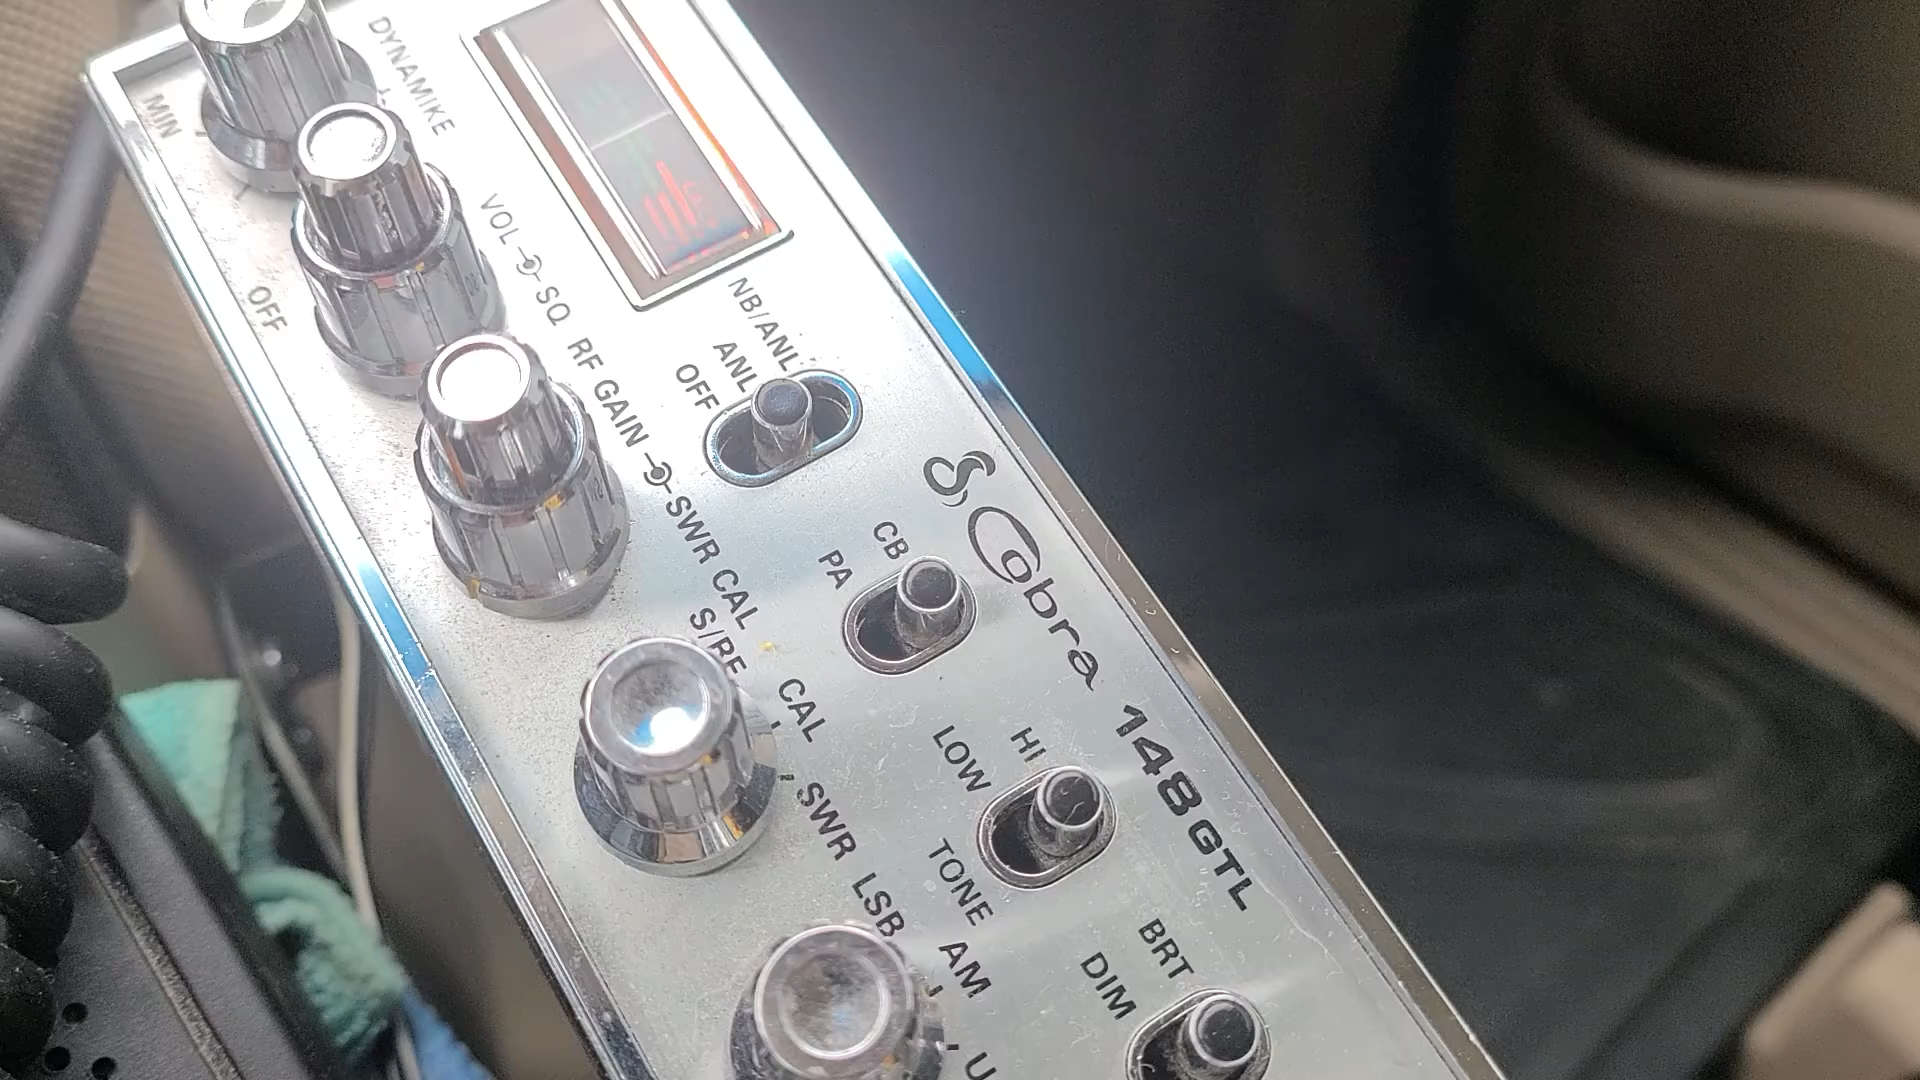 DYNAMIKE
MIN
VOL SQ
OFF
RF GAIN SWR CAL
NB/ANL
ANL
OFF
Cobra 148GTL
CB
PA
S/RF
CAL
SWR
HI
LOW
TONE
LSB
AM
BRT
DIM